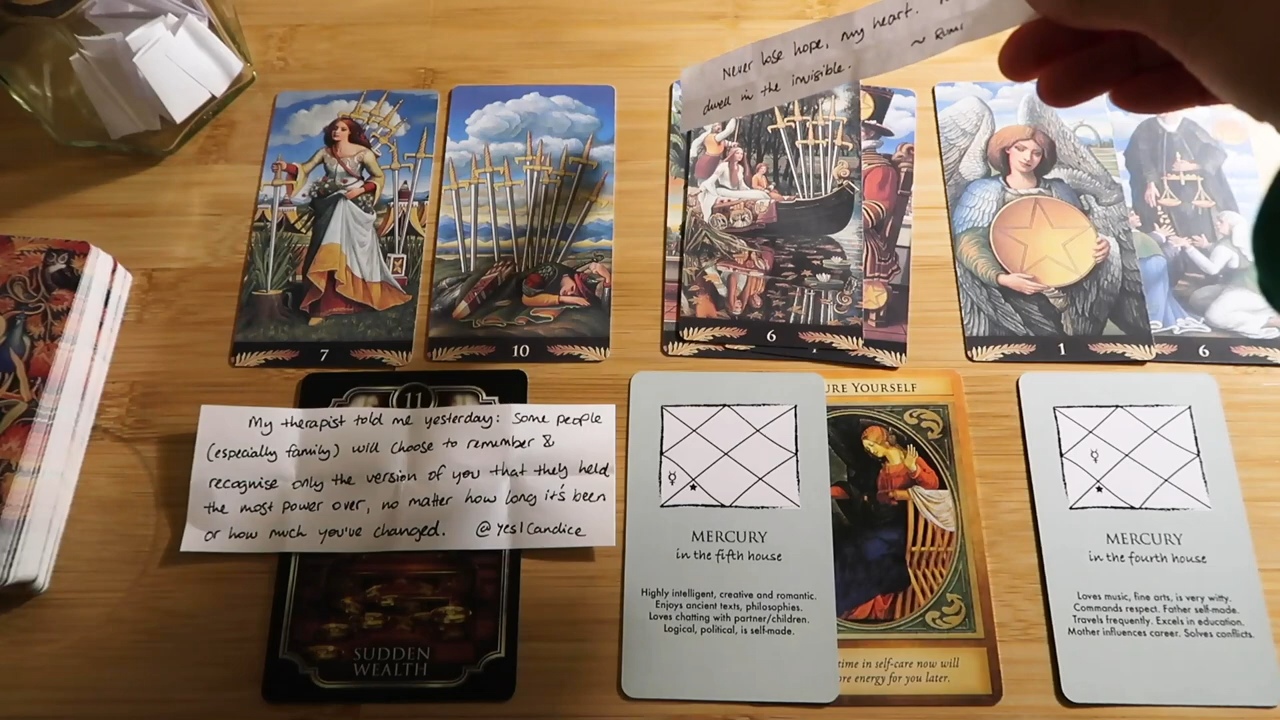 Never lose hope, my heart.
dwell in the invisible.
~ Rumi
7
10
6
1
6
11
My therapist told me yesterday: Some people
(especially family) will choose to remember &
recognise only the version of you that they held
the most power over, no matter how long it's been
or how much you've changed. @yes1Candice
SUDDEN
WEALTH
MERCURY
in the fifth house
Highly intelligent, creative and romantic.
Enjoys ancient texts, philosophies.
Loves chatting with partner/children.
Logical, political, is self-made.
URE YOURSELF
time in self-care now will
ore energy for you later.
MERCURY
in the fourth house
Loves music, fine arts, is very witty.
Commands respect. Father self-made.
Travels frequently. Excels in education.
Mother influences career. Solves conflicts.